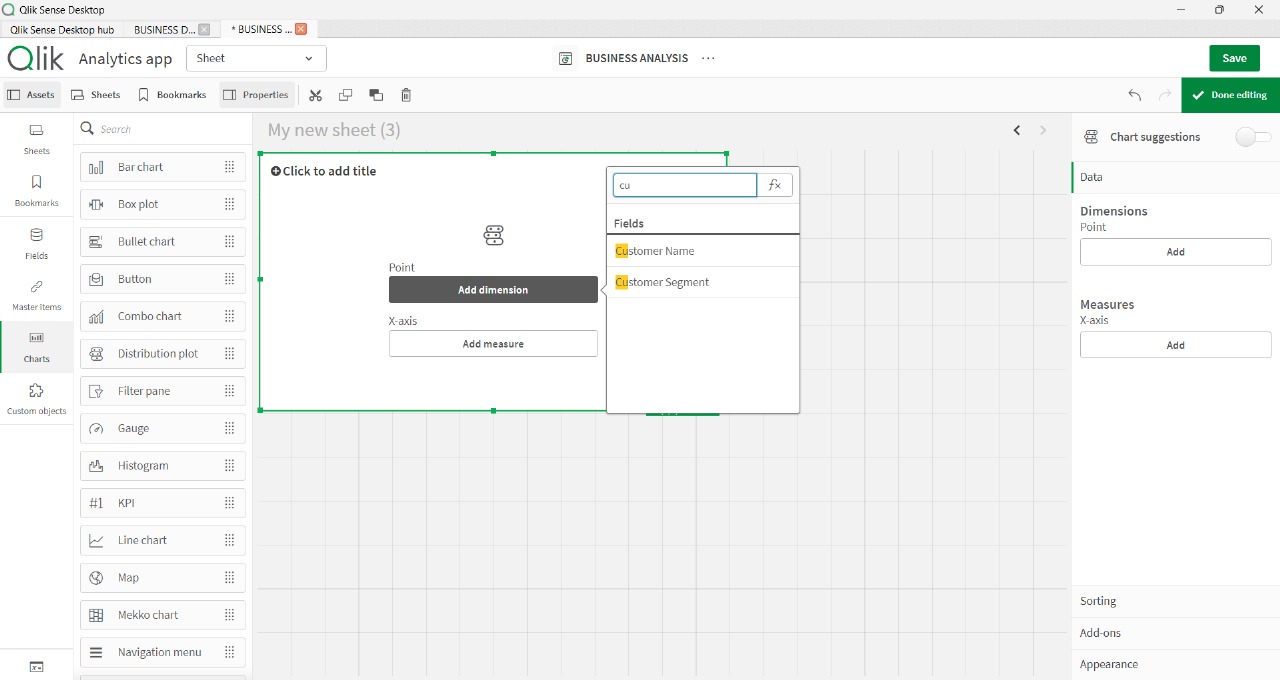 Qlik Sense Desktop
Qlik Sense Desktop hub
BUSINESS D...
* BUSINESS ...
Qlik
Analytics app
Sheet
BUSINESS ANALYSIS
...
Save
Assets
Sheets
Bookmarks
Properties
Done editing
Sheets
Bookmarks
Fields
Master items
Charts
Custom objects
Search
Bar chart
Box plot
Bullet chart
Button
Combo chart
Distribution plot
Filter pane
Gauge
Histogram
#1 KPI
Line chart
Map
Mekko chart
Navigation menu
My new sheet (3)
Click to add title
Point
Add dimension
X-axis
Add measure
cu
fx
Fields
Customer Name
Customer Segment
Chart suggestions
Data
Dimensions
Point
Add
Measures
X-axis
Add
Sorting
Add-ons
Appearance